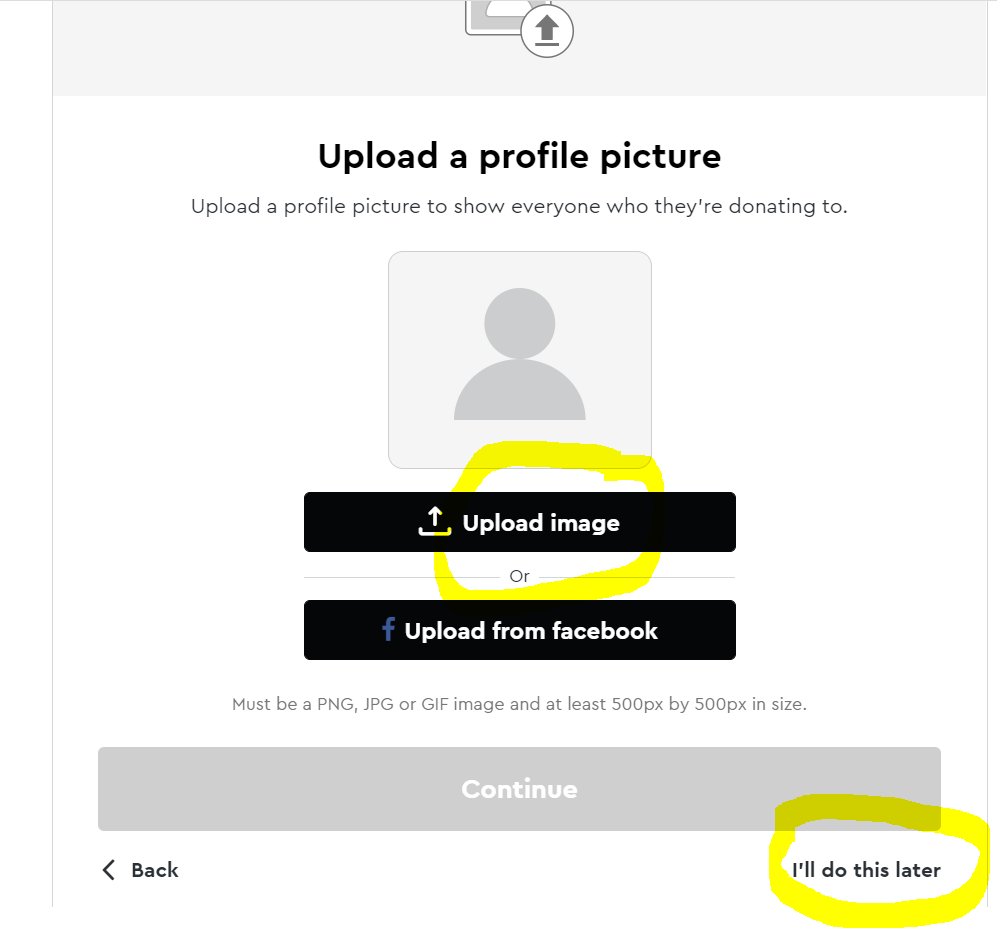 Upload a profile picture
Upload a profile picture to show everyone who they're donating to.
Upload image
Or
Upload from facebook
Must be a PNG, JPG or GIF image and at least 500px by 500px in size.
Continue
Back
I'll do this later